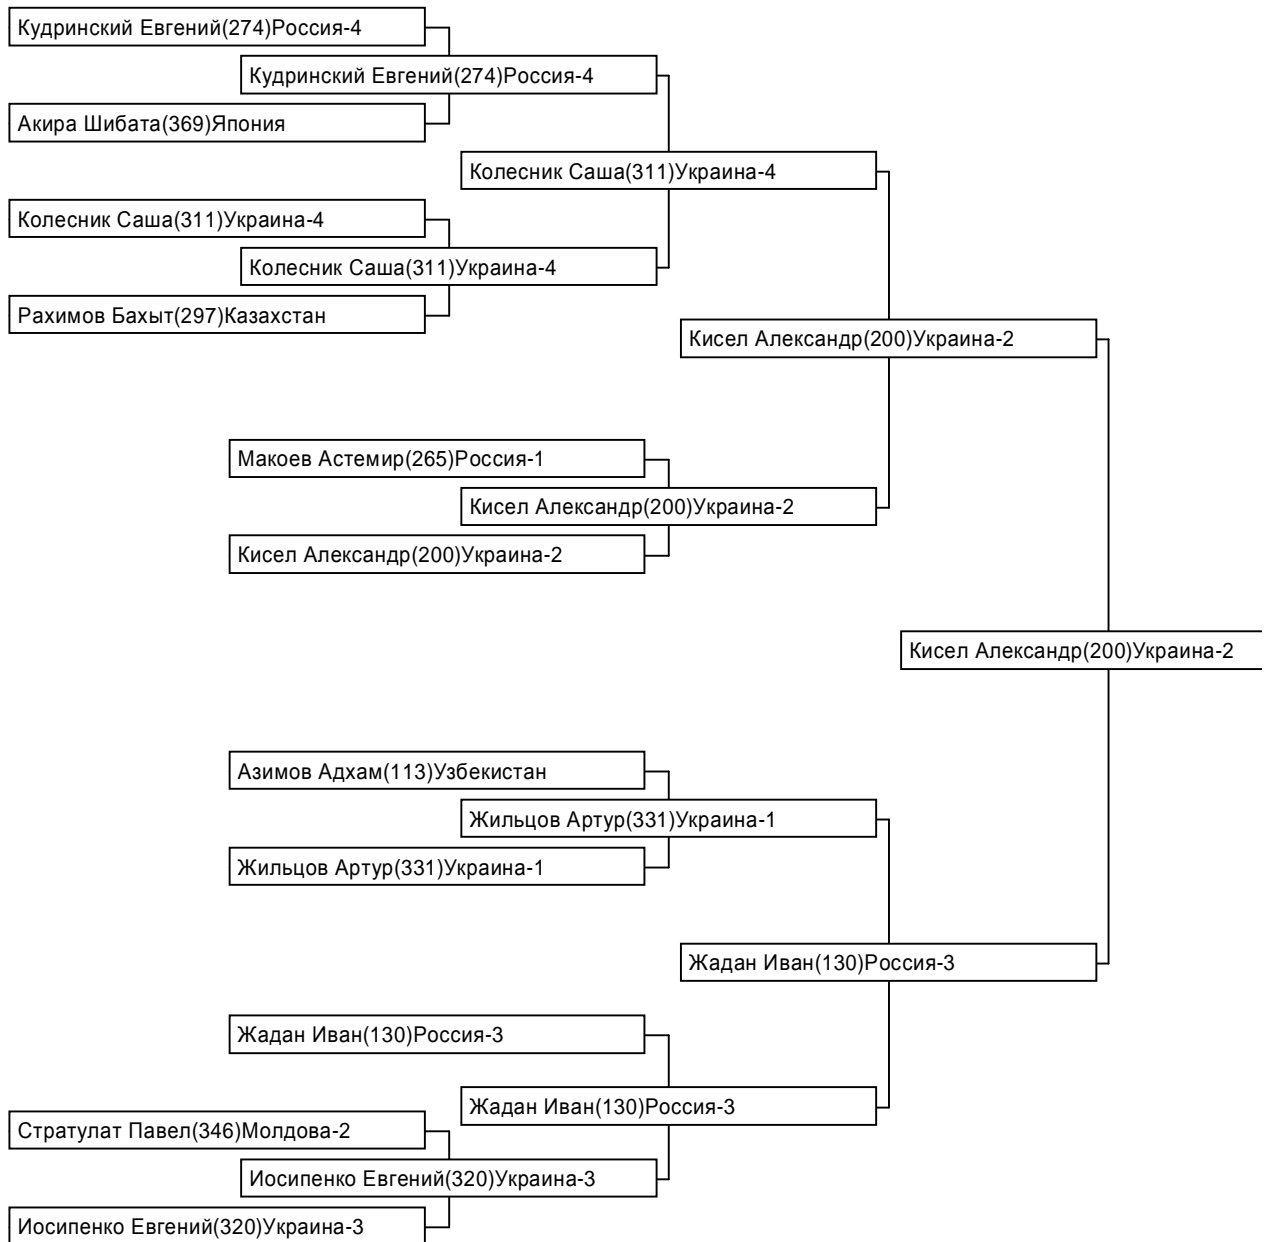 Кудринский Евгений(274)Россия-4
Кудринский Евгений(274)Россия-4
Акира Шибата(369)Япония
Колесник Саша(311)Украина-4
Колесник Саша(311)Украина-4
Колесник Саша(311)Украина-4
Рахимов Бахыт(297)Казахстан
Кисел Александр(200)Украина-2
Макоев Астемир(265)Россия-1
Кисел Александр(200)Украина-2
Кисел Александр(200)Украина-2
Кисел Александр(200)Украина-2
Азимов Адхам(113)Узбекистан
Жильцов Артур(331)Украина-1
Жильцов Артур(331)Украина-1
Жадан Иван(130)Россия-3
Жадан Иван(130)Россия-3
Жадан Иван(130)Россия-3
Стратулат Павел(346)Молдова-2
Иосипенко Евгений(320)Украина-3
Иосипенко Евгений(320)Украина-3